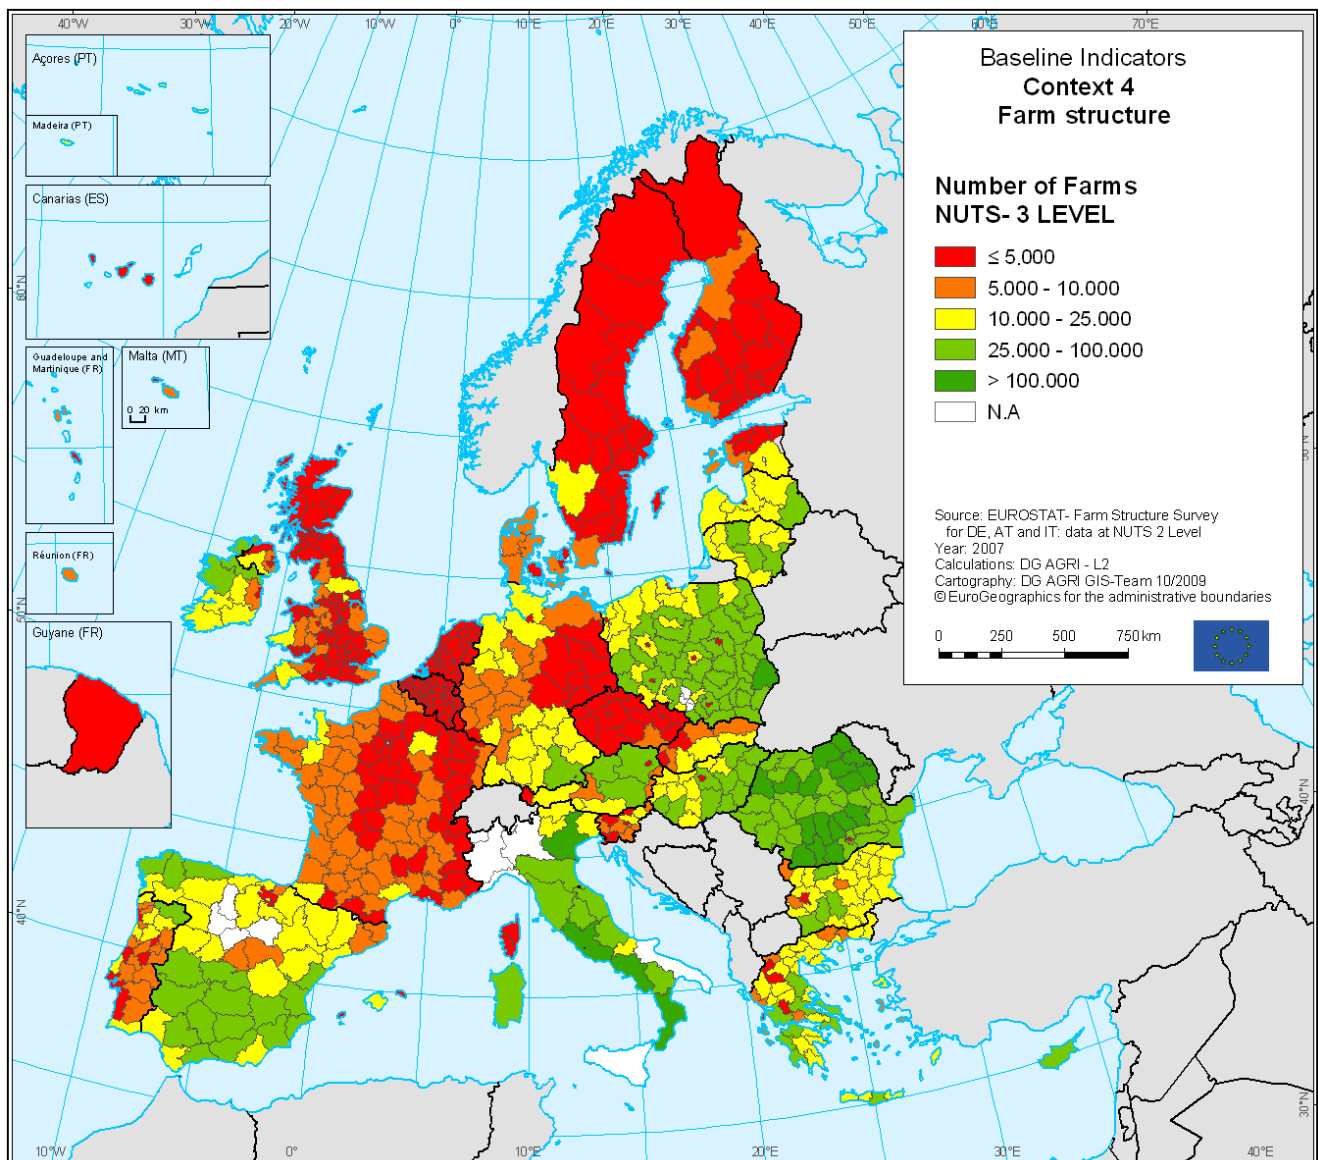 40°W
30°W
20°W
10°W
0°
10°E
20°E
30°E
40°E
50°E
60°E
70°E
Açores (PT)
Madeira (PT)
Canarias (ES)
Guadeloupe and
Martinique (FR)
Malta (MT)
0 20 km
Réunion (FR)
Guyane (FR)
Baseline Indicators
Context 4
Farm structure
Number of Farms
NUTS- 3 LEVEL
≤ 5.000
5.000 - 10.000
10.000 - 25.000
25.000 - 100.000
> 100.000
N.A
Source: EUROSTAT- Farm Structure Survey
for DE, AT and IT: data at NUTS 2 Level
Year: 2007
Calculations: DG AGRI - L2
Cartography: DG AGRI GIS-Team 10/2009
© EuroGeographics for the administrative boundaries
0 250 500 750 km
60°N
50°N
40°N
40°N
30°N
10°W
0°
10°E
20°E
30°E
40°E